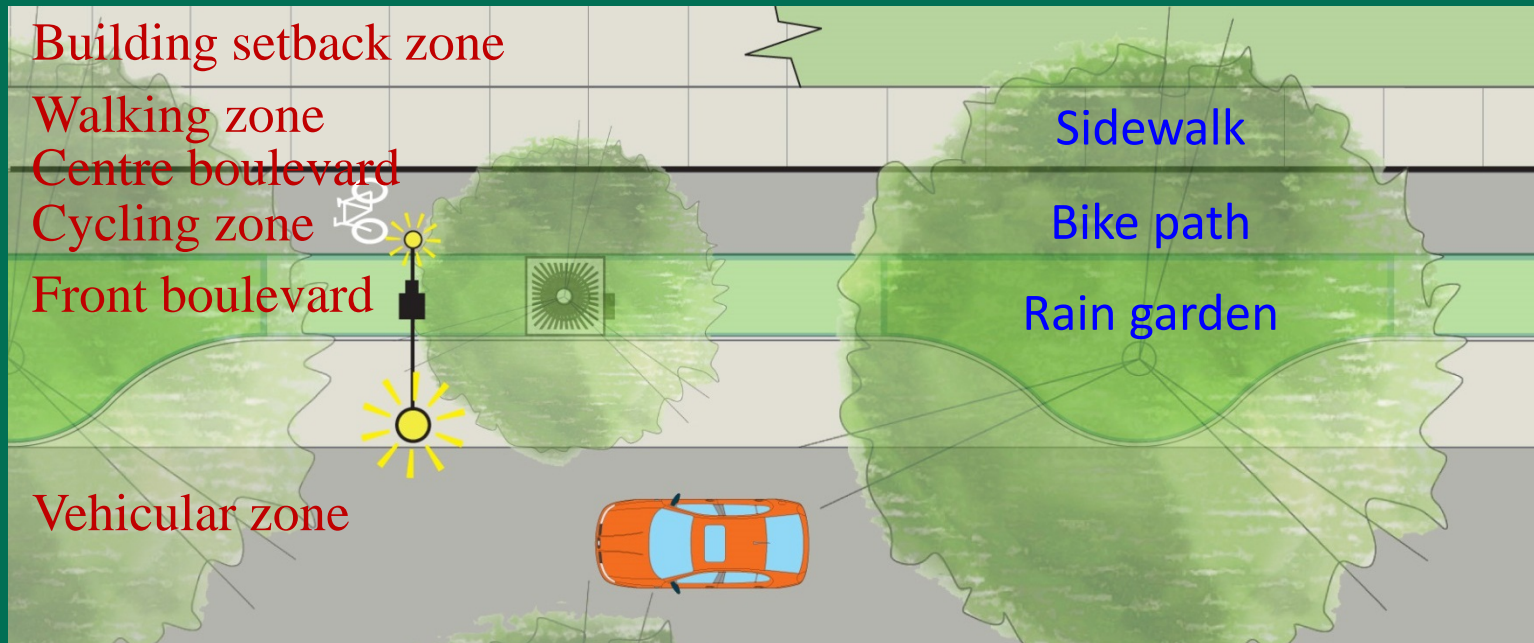 Building setback zone
Walking zone
Sidewalk
Centre boulevard
Cycling zone
Bike path
Front boulevard
Rain garden
Vehicular zone